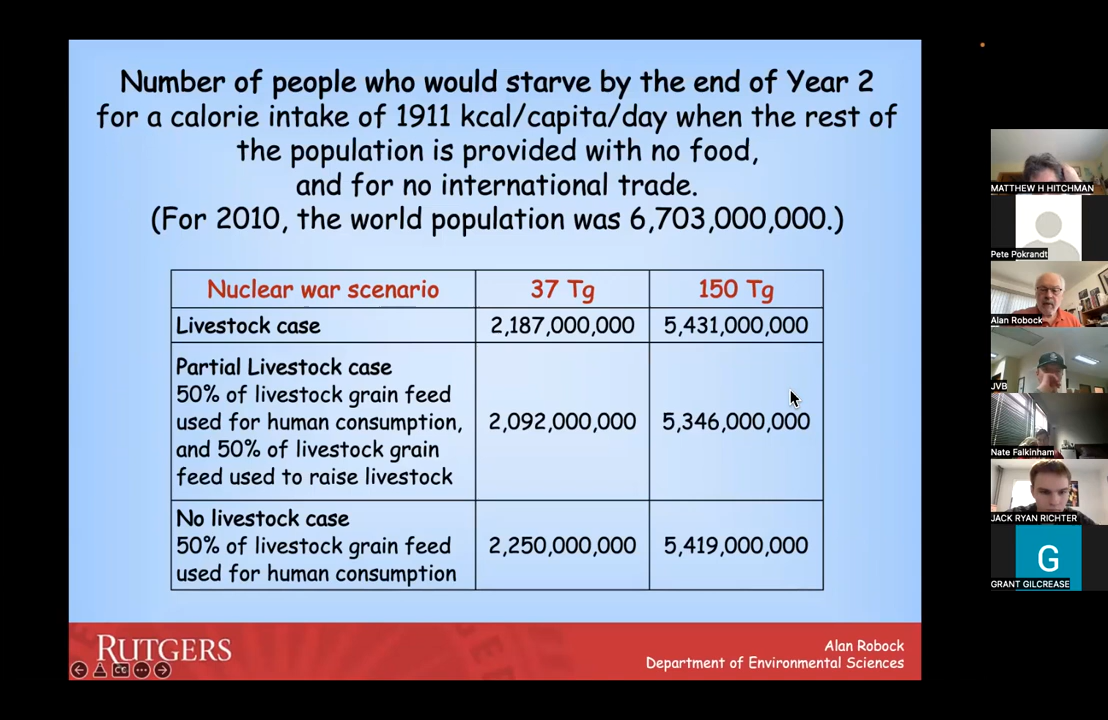 Number of people who would starve by the end of Year 2
for a calorie intake of 1911 kcal/capita/day when the rest of
the population is provided with no food,
and for no international trade.
(For 2010, the world population was 6,703,000,000.)
Nuclear war scenario 37 Tg 150 Tg
Livestock case 2,187,000,000 5,431,000,000
Partial Livestock case
50% of livestock grain feed
used for human consumption, 2,092,000,000 5,346,000,000
and 50% of livestock grain
feed used to raise livestock
No livestock case
50% of livestock grain feed 2,250,000,000 5,419,000,000
used for human consumption
RUTGERS
CC
Alan Robock
Department of Environmental Sciences
MATTHEW H HITCHMAN
Pete Pokrandt
Alan Robock
JVB
Nate Falkinham
JACK RYAN RICHTER
G
GRANT GILCREASE